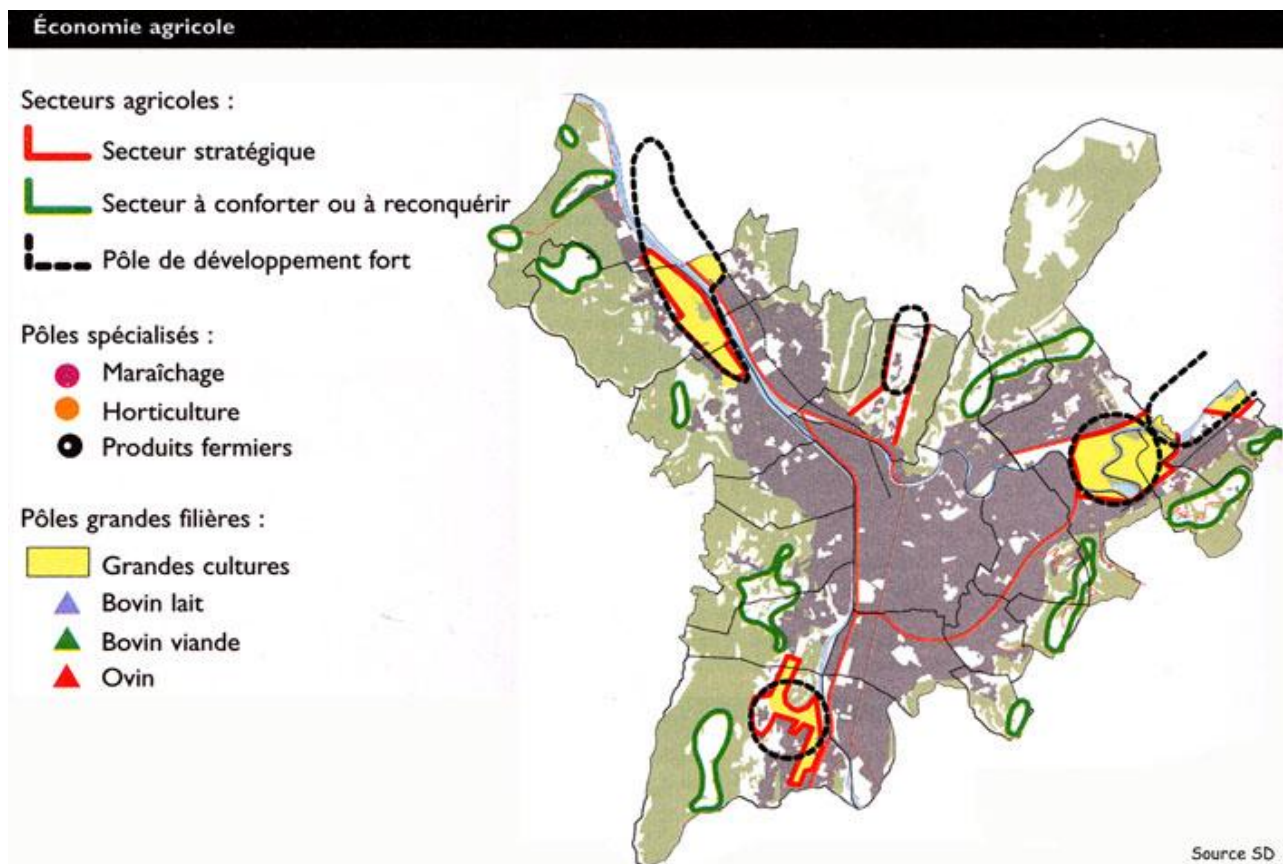 Économie agricole
Secteurs agricoles :
Secteur stratégique
Secteur à conforter ou à reconquérir
Pôle de développement fort
Pôles spécialisés :
Maraîchage
Horticulture
Produits fermiers
Pôles grandes filières :
Grandes cultures
Bovin lait
Bovin viande
Ovin
Source SD